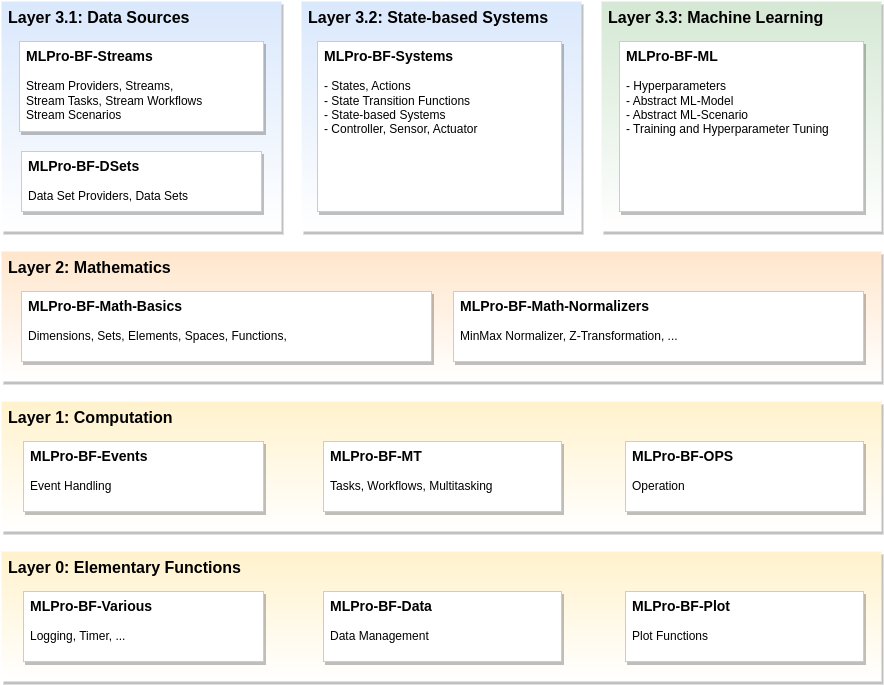 Layer 3.1: Data Sources
MLPro-BF-Streams
Stream Providers, Streams,
Stream Tasks, Stream Workflows
Stream Scenarios
MLPro-BF-DSets
Data Set Providers, Data Sets
Layer 3.2: State-based Systems
MLPro-BF-Systems
- States, Actions
- State Transition Functions
- State-based Systems
- Controller, Sensor, Actuator
Layer 3.3: Machine Learning
MLPro-BF-ML
- Hyperparameters
- Abstract ML-Model
- Abstract ML-Scenario
- Training and Hyperparameter Tuning
Layer 2: Mathematics
MLPro-BF-Math-Basics
Dimensions, Sets, Elements, Spaces, Functions,
MLPro-BF-Math-Normalizers
MinMax Normalizer, Z-Transformation, ...
Layer 1: Computation
MLPro-BF-Events
Event Handling
MLPro-BF-MT
Tasks, Workflows, Multitasking
MLPro-BF-OPS
Operation
Layer 0: Elementary Functions
MLPro-BF-Various
Logging, Timer, ...
MLPro-BF-Data
Data Management
MLPro-BF-Plot
Plot Functions